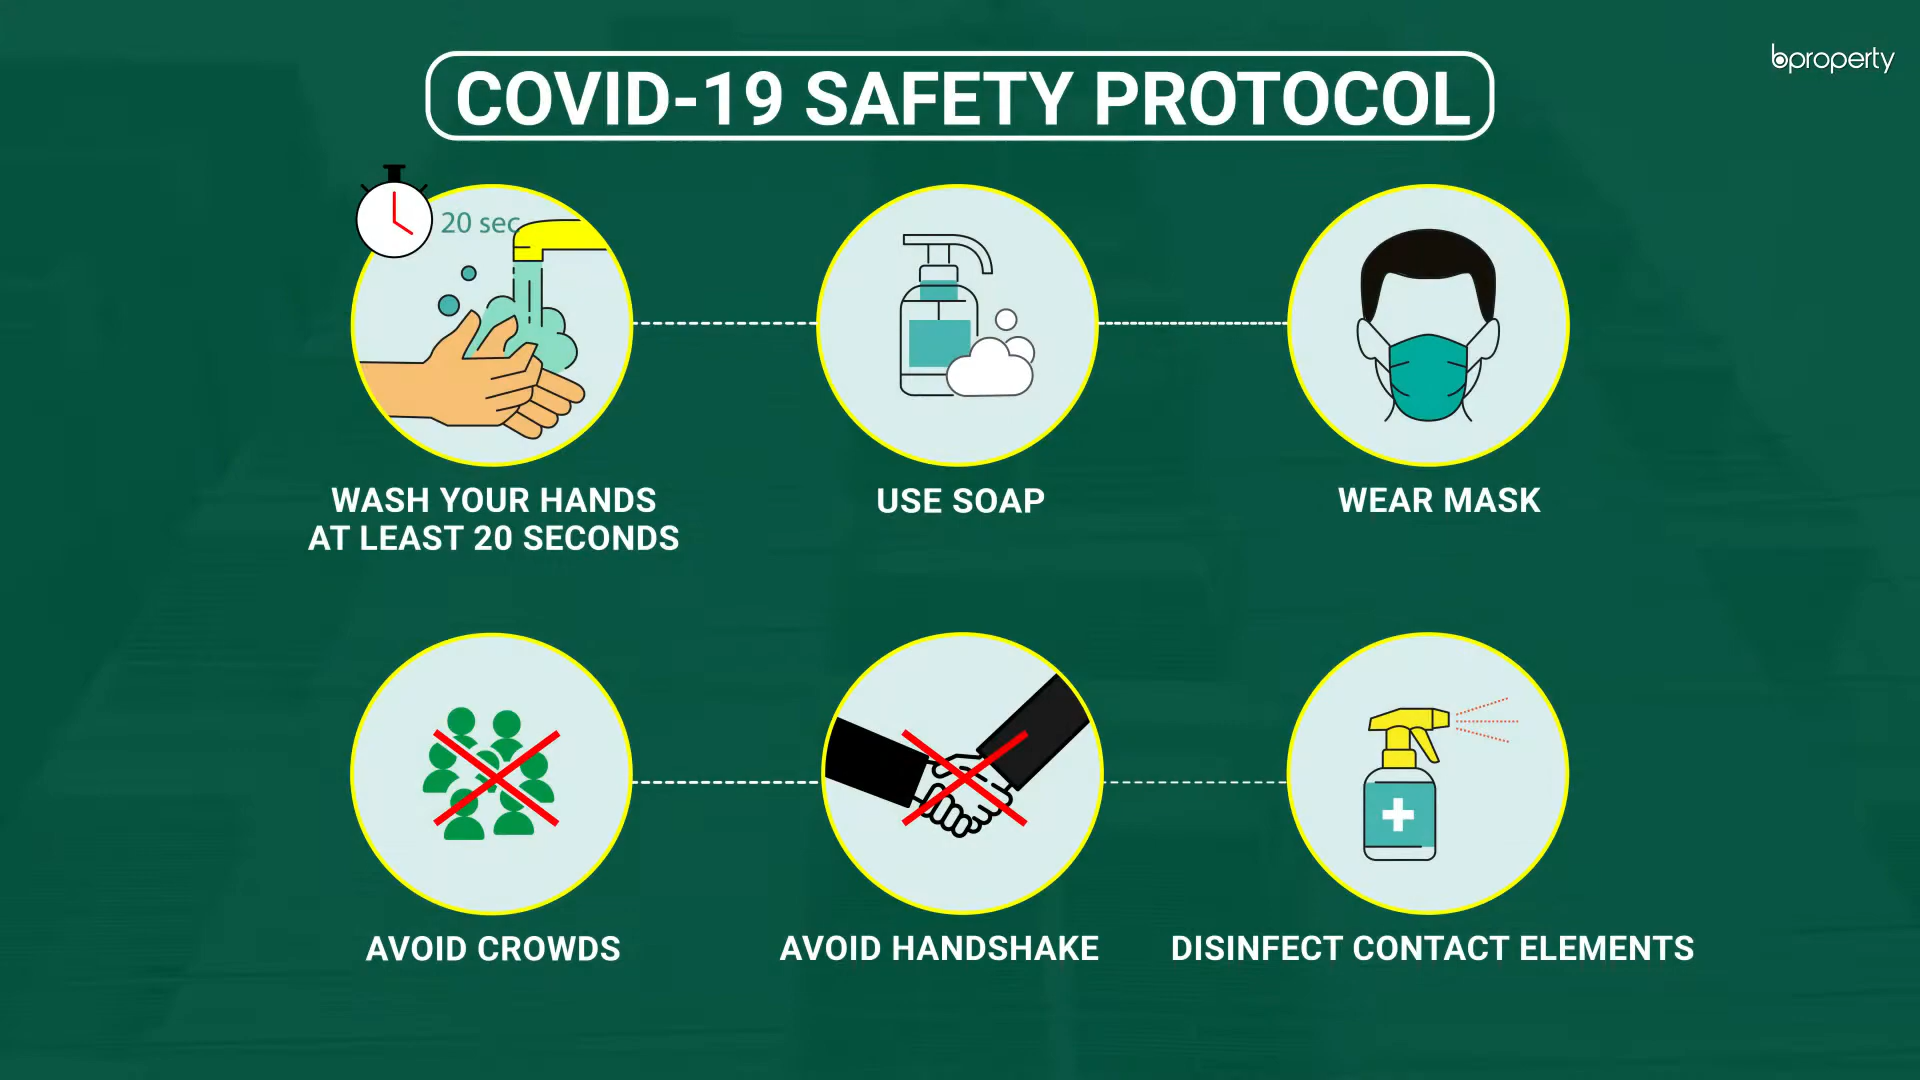 COVID-19 SAFETY PROTOCOL
bproperty
20 sec
WASH YOUR HANDS
AT LEAST 20 SECONDS
USE SOAP
WEAR MASK
AVOID CROWDS
AVOID HANDSHAKE
DISINFECT CONTACT ELEMENTS